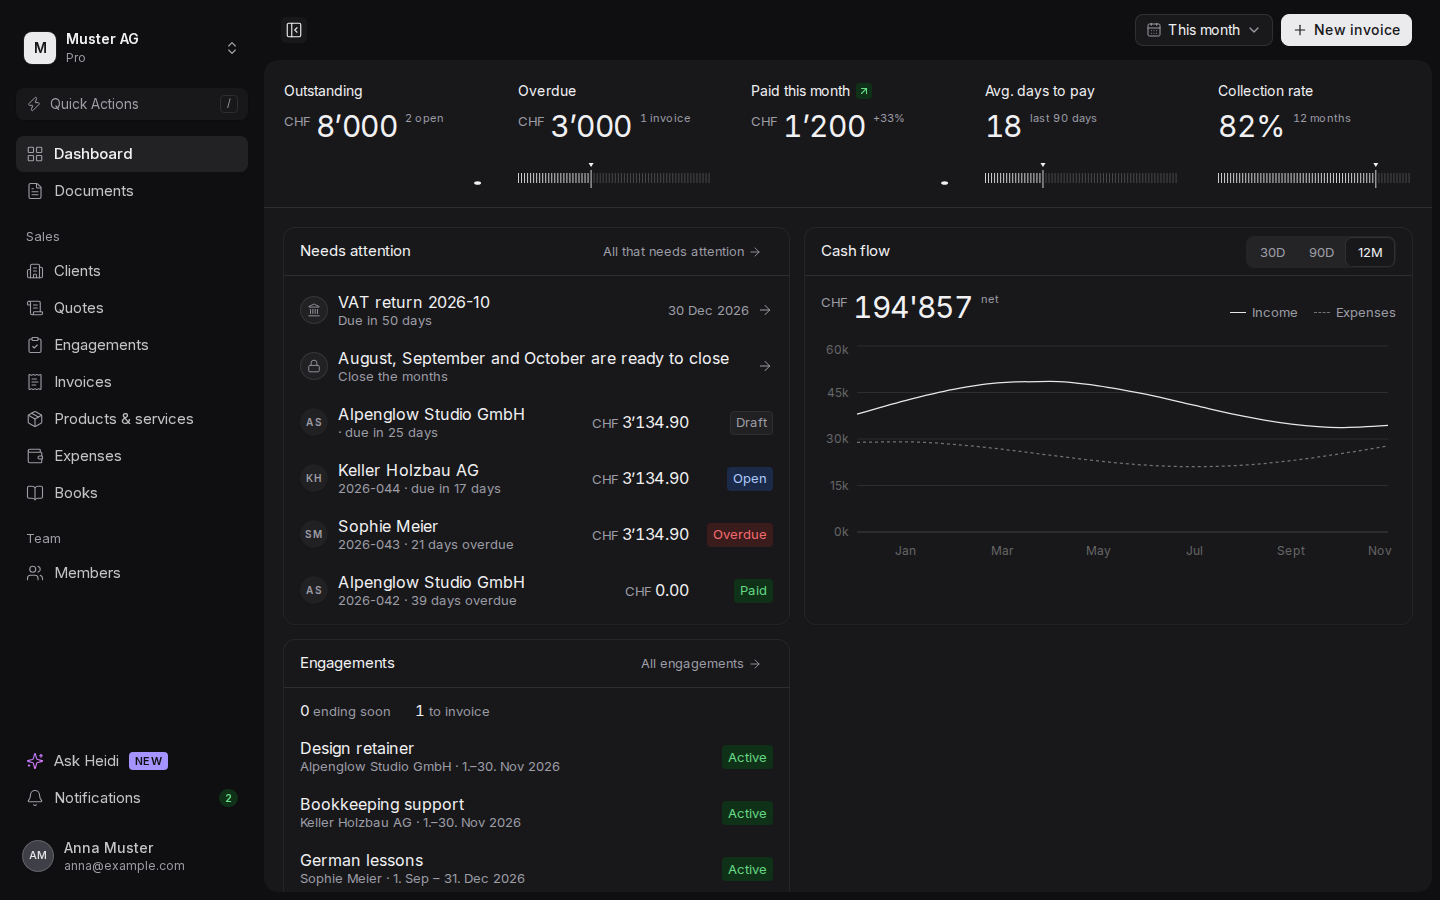 M
Muster AG
Pro
Quick Actions /
Dashboard
Documents
Sales
Clients
Quotes
Engagements
Invoices
Products & services
Expenses
Books
Team
Members
Ask Heidi NEW
Notifications 2
AM
Anna Muster
anna@example.com
This month
New invoice
Outstanding
CHF 8’000 2 open
Overdue
CHF 3’000 1 invoice
Paid this month
CHF 1’200 +33%
Avg. days to pay
18 last 90 days
Collection rate
82% 12 months
Needs attention
All that needs attention
VAT return 2026-10
Due in 50 days
30 Dec 2026
August, September and October are ready to close
Close the months
AS
Alpenglow Studio GmbH
· due in 25 days
CHF 3’134.90
Draft
KH
Keller Holzbau AG
2026-044 · due in 17 days
CHF 3’134.90
Open
SM
Sophie Meier
2026-043 · 21 days overdue
CHF 3’134.90
Overdue
AS
Alpenglow Studio GmbH
2026-042 · 39 days overdue
CHF 0.00
Paid
Cash flow
30D 90D 12M
CHF 194'857 net
Income Expenses
60k
45k
30k
15k
0k
Jan Mar May Jul Sept Nov
Engagements
All engagements
0 ending soon 1 to invoice
Design retainer
Alpenglow Studio GmbH · 1.–30. Nov 2026
Active
Bookkeeping support
Keller Holzbau AG · 1.–30. Nov 2026
Active
German lessons
Sophie Meier · 1. Sep – 31. Dec 2026
Active